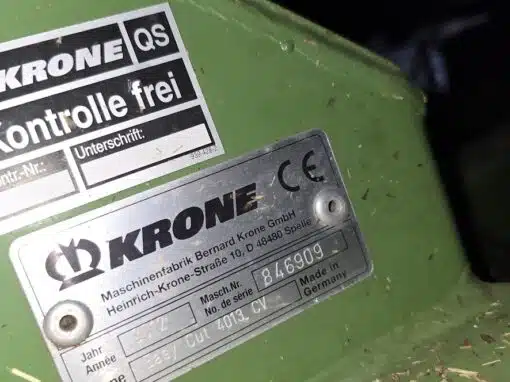 KRONE QS
Kontrolle frei
Unterschrift:
KRONE CE
Maschinenfabrik Bernard Krone GmbH
Heinrich-Krone-Straße 10, D 48480 Spelle
Jahr
Année
Masch.Nr.
No. de série
846909
Made in
Germany
Easy Cut 4013 CV